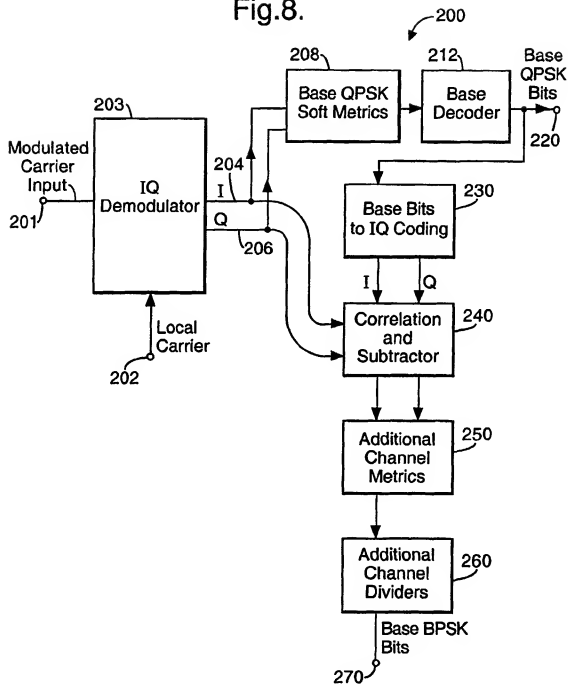 Fig.8.
200
208
212
Base
QPSK
Bits
203
Base QPSK
Soft Metrics
Base
Decoder
220
Modulated
Carrier
Input
IQ
Demodulator
204
I
201
Q
206
230
Base Bits
to IQ Coding
I
Q
Local
Carrier
202
240
Correlation
and
Subtractor
250
Additional
Channel
Metrics
260
Additional
Channel
Dividers
Base BPSK
Bits
270